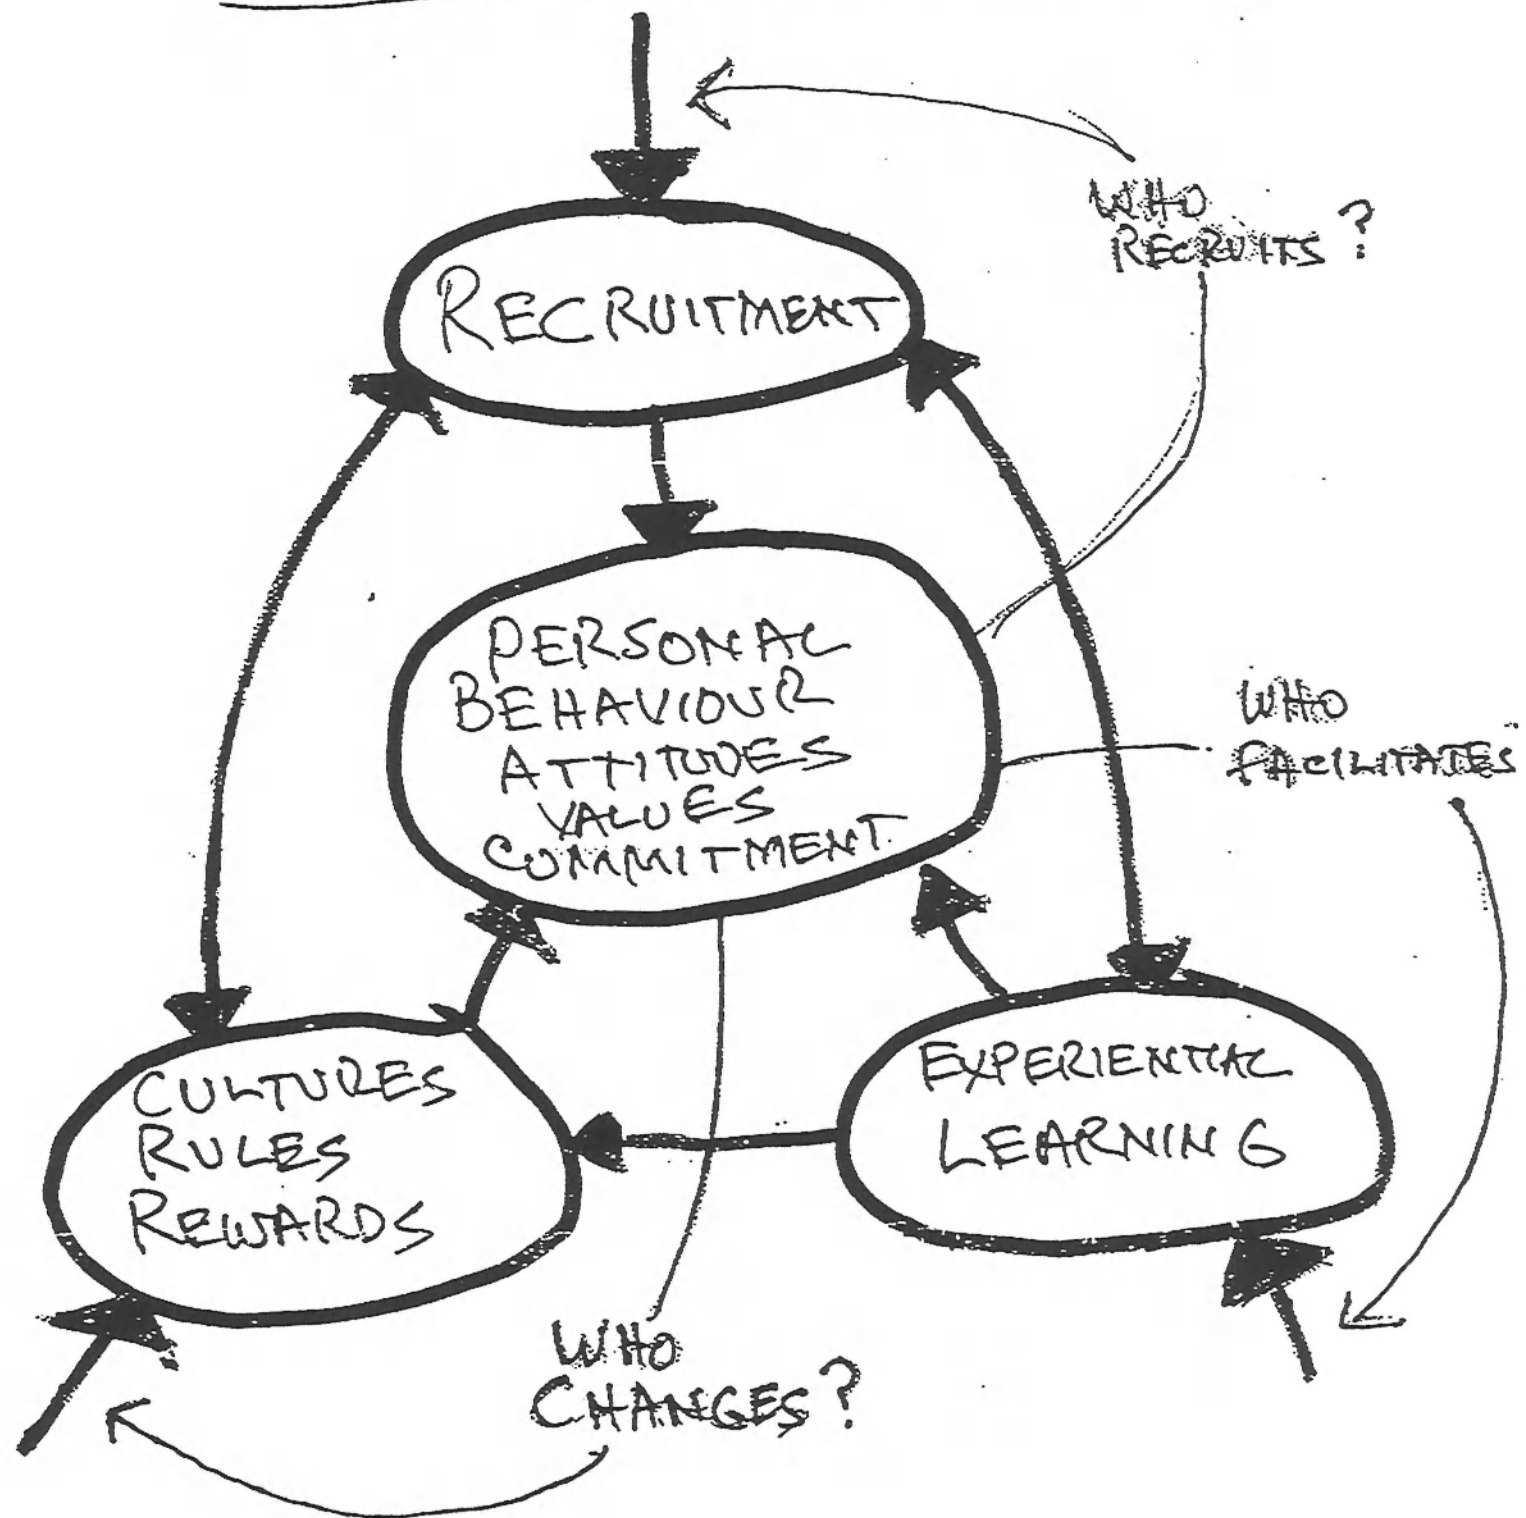 WHO
RECRUITS?
RECRUITMENT
PERSONAL
BEHAVIOUR
ATTITUDES
VALUES
COMMITMENT
WHO
FACILITATES
CULTURES
RULES
REWARDS
EXPERIENTIAL
LEARNING
WHO
CHANGES?